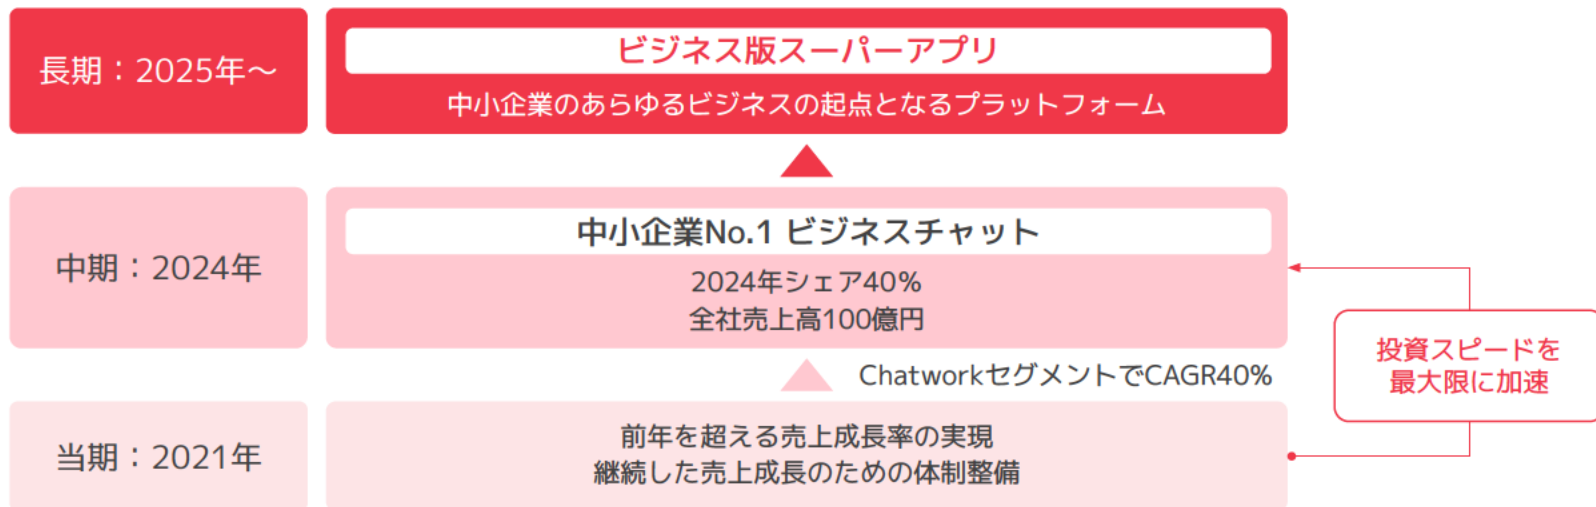 長期：2025年～
ビジネス版スーパーアプリ
中小企業のあらゆるビジネスの起点となるプラットフォーム
中期：2024年
中小企業No.1 ビジネスチャット
2024年シェア40%
全社売上高100億円
投資スピードを
最大限に加速
ChatworkセグメントでCAGR40%
当期：2021年
前年を超える売上成長率の実現
継続した売上成長のための体制整備